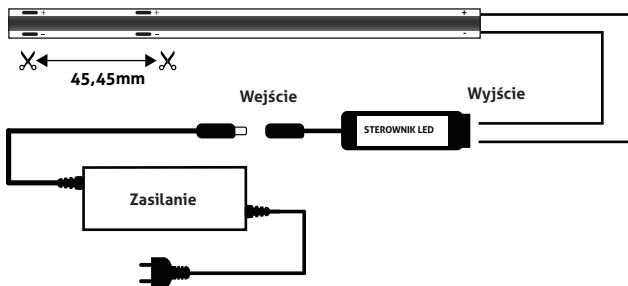 + + +
– – -
45,45mm
Wejście
Wyjście
STEROWNIK LED
Zasilanie